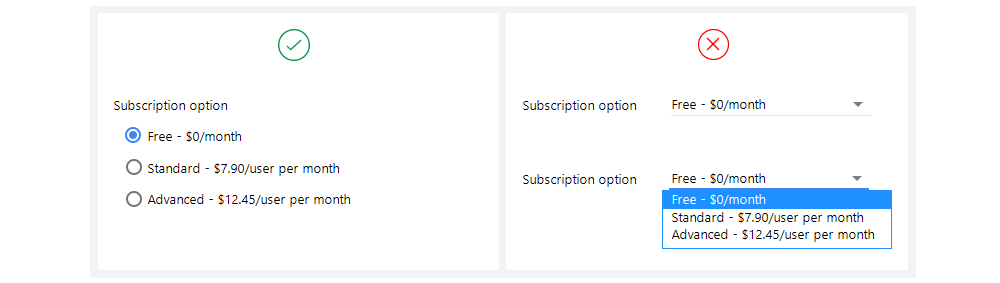 Subscription option
Free - $0/month
Standard - $7.90/user per month
Advanced - $12.45/user per month
Subscription option Free - $0/month
Subscription option Free - $0/month
Free - $0/month
Standard - $7.90/user per month
Advanced - $12.45/user per month